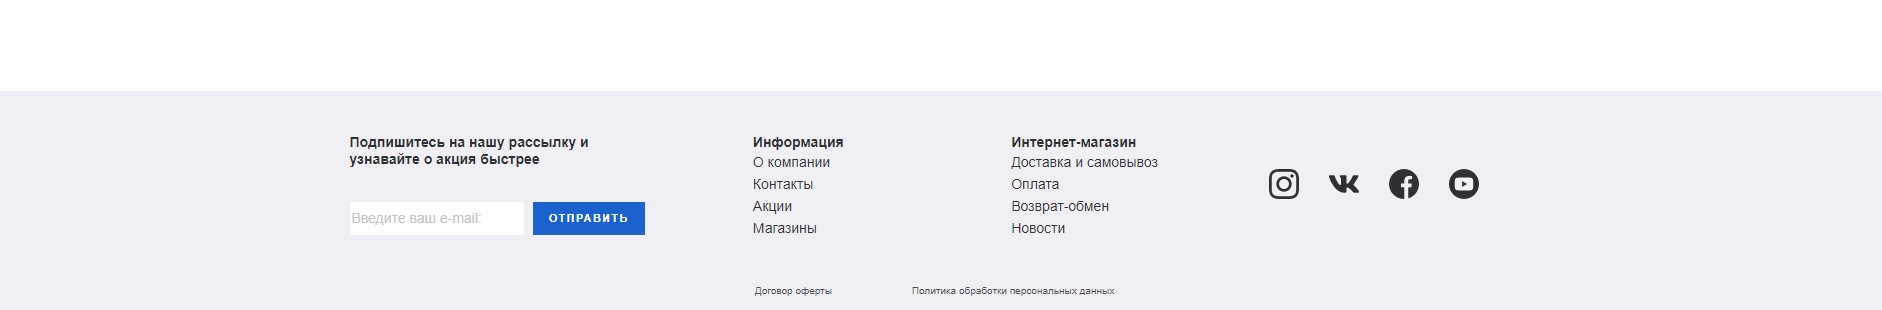 Подпишитесь на нашу рассылку и
узнавайте о акция быстрее
Введите ваш e-mail:
ОТПРАВИТЬ
Информация
О компании
Контакты
Акции
Магазины
Интернет-магазин
Доставка и самовывоз
Оплата
Возврат-обмен
Новости
Договор оферты
Политика обработки персональных данных